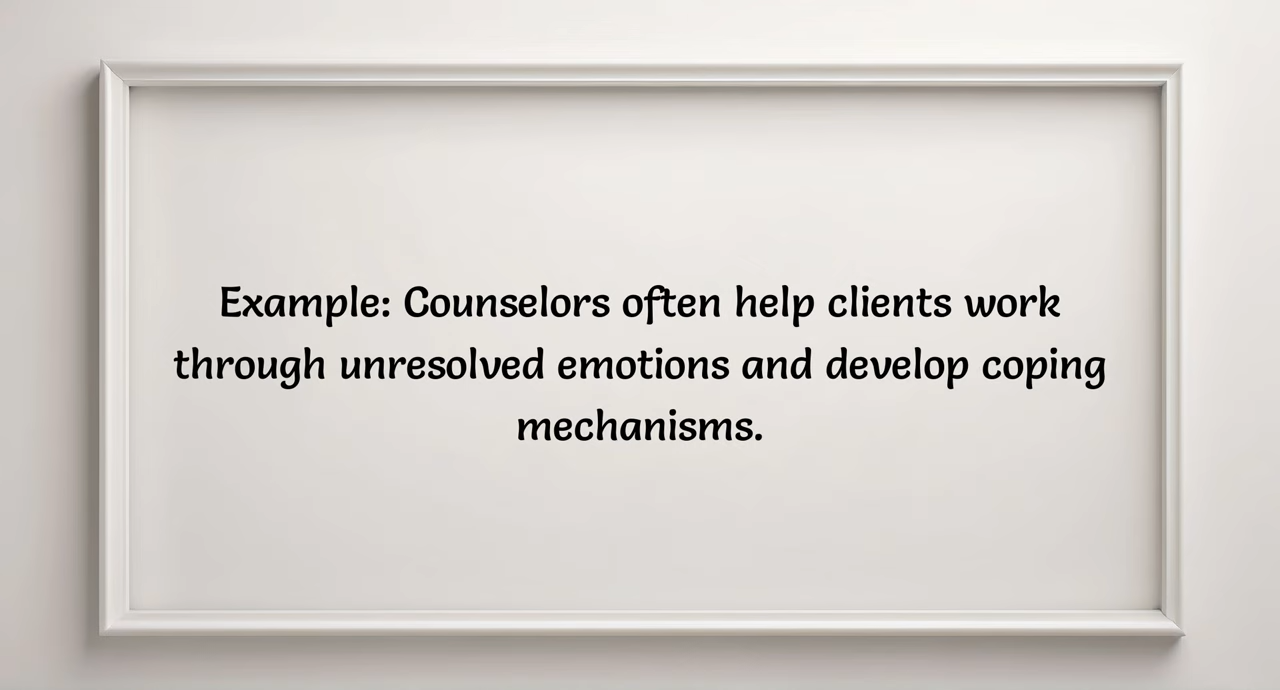 Example: Counselors often help clients work
through unresolved emotions and develop coping
mechanisms.